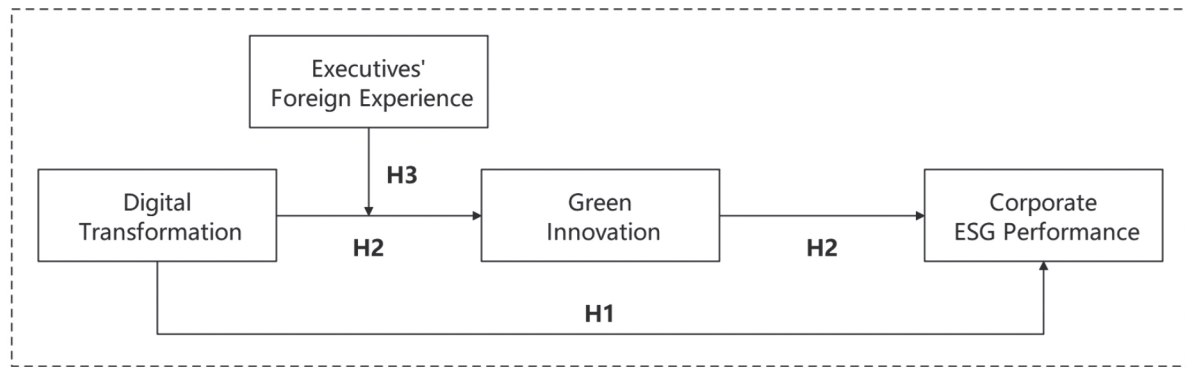 Executives'
Foreign Experience
H3
Digital
Transformation
H2
Green
Innovation
H2
Corporate
ESG Performance
H1